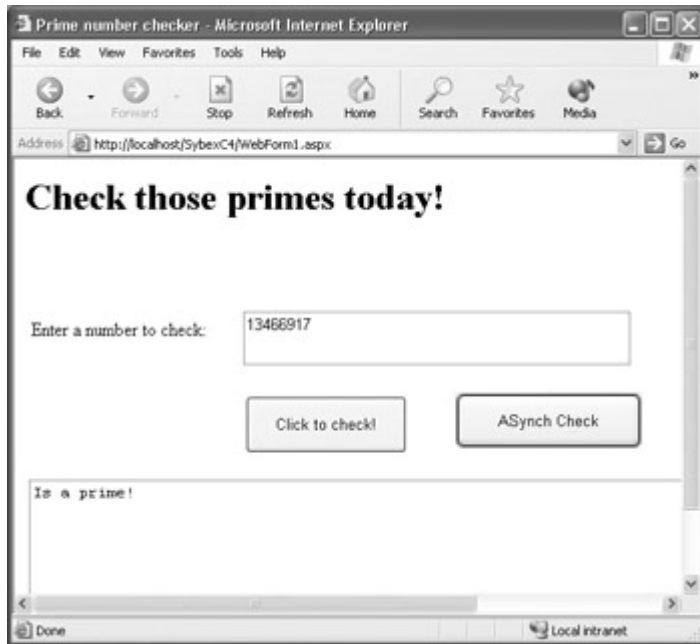 Prime number checker - Microsoft Internet Explorer
File Edit View Favorites Tools Help
Back Forward Stop Refresh Home Search Favorites Media
Address http://localhost/SybexC4/WebForm1.aspx Go
Check those primes today!
Enter a number to check: 13466917
Click to check! ASynch Check
Is a prime!
Done Local intranet